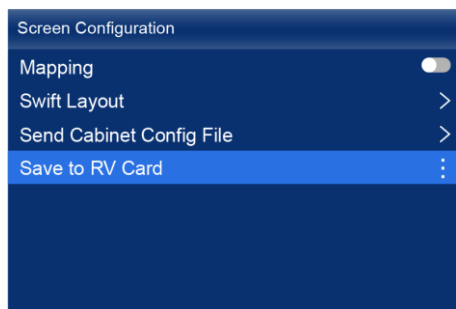 Screen Configuration
Mapping
Swift Layout
Send Cabinet Config File
Save to RV Card